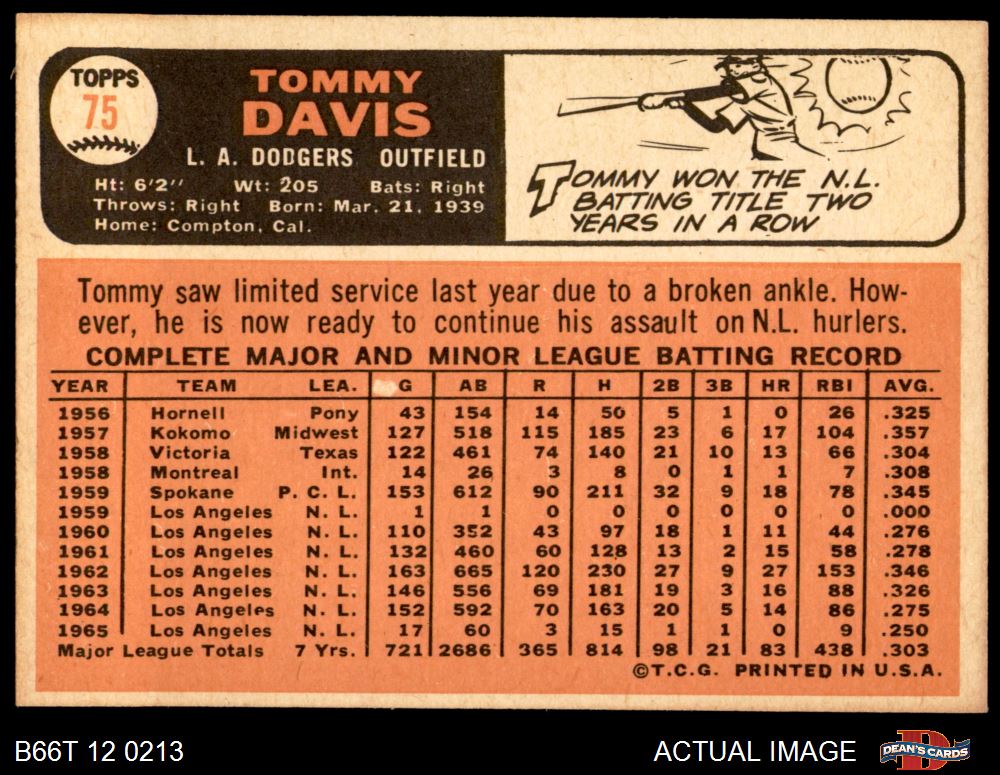 TOPPS
75
TOMMY
DAVIS
L. A. DODGERS OUTFIELD
Ht: 6'2" Wt: 205 Bats: Right
Throws: Right Born: Mar. 21, 1939
Home: Compton, Cal.
TOMMY WON THE N.L.
BATTING TITLE TWO
YEARS IN A ROW
Tommy saw limited service last year due to a broken ankle. How-
ever, he is now ready to continue his assault on N.L. hurlers.
COMPLETE MAJOR AND MINOR LEAGUE BATTING RECORD
YEAR TEAM LEA. G AB R H 2B 3B HR RBI AVG.
1956 Hornell Pony 43 154 14 50 5 1 0 26 .325
1957 Kokomo Midwest 127 518 115 185 23 6 17 104 .357
1958 Victoria Texas 122 461 74 140 21 10 13 66 .304
1958 Montreal Int. 14 26 3 8 0 1 1 7 .308
1959 Spokane P. C. L. 153 612 90 211 32 9 18 78 .345
1959 Los Angeles N. L. 1 1 0 0 0 0 0 0 .000
1960 Los Angeles N. L. 110 352 43 97 18 1 11 44 .276
1961 Los Angeles N. L. 132 460 60 128 13 2 15 58 .278
1962 Los Angeles N. L. 163 665 120 230 27 9 27 153 .346
1963 Los Angeles N. L. 146 556 69 181 19 3 16 88 .326
1964 Los Angeles N. L. 152 592 70 163 20 5 14 86 .275
1965 Los Angeles N. L. 17 60 3 15 1 1 0 9 .250
Major League Totals 7 Yrs. 721 2686 365 814 98 21 83 438 .303
©T.C.G. PRINTED IN U.S.A.
B66T 12 0213
ACTUAL IMAGE
D
DEAN'S CARDS